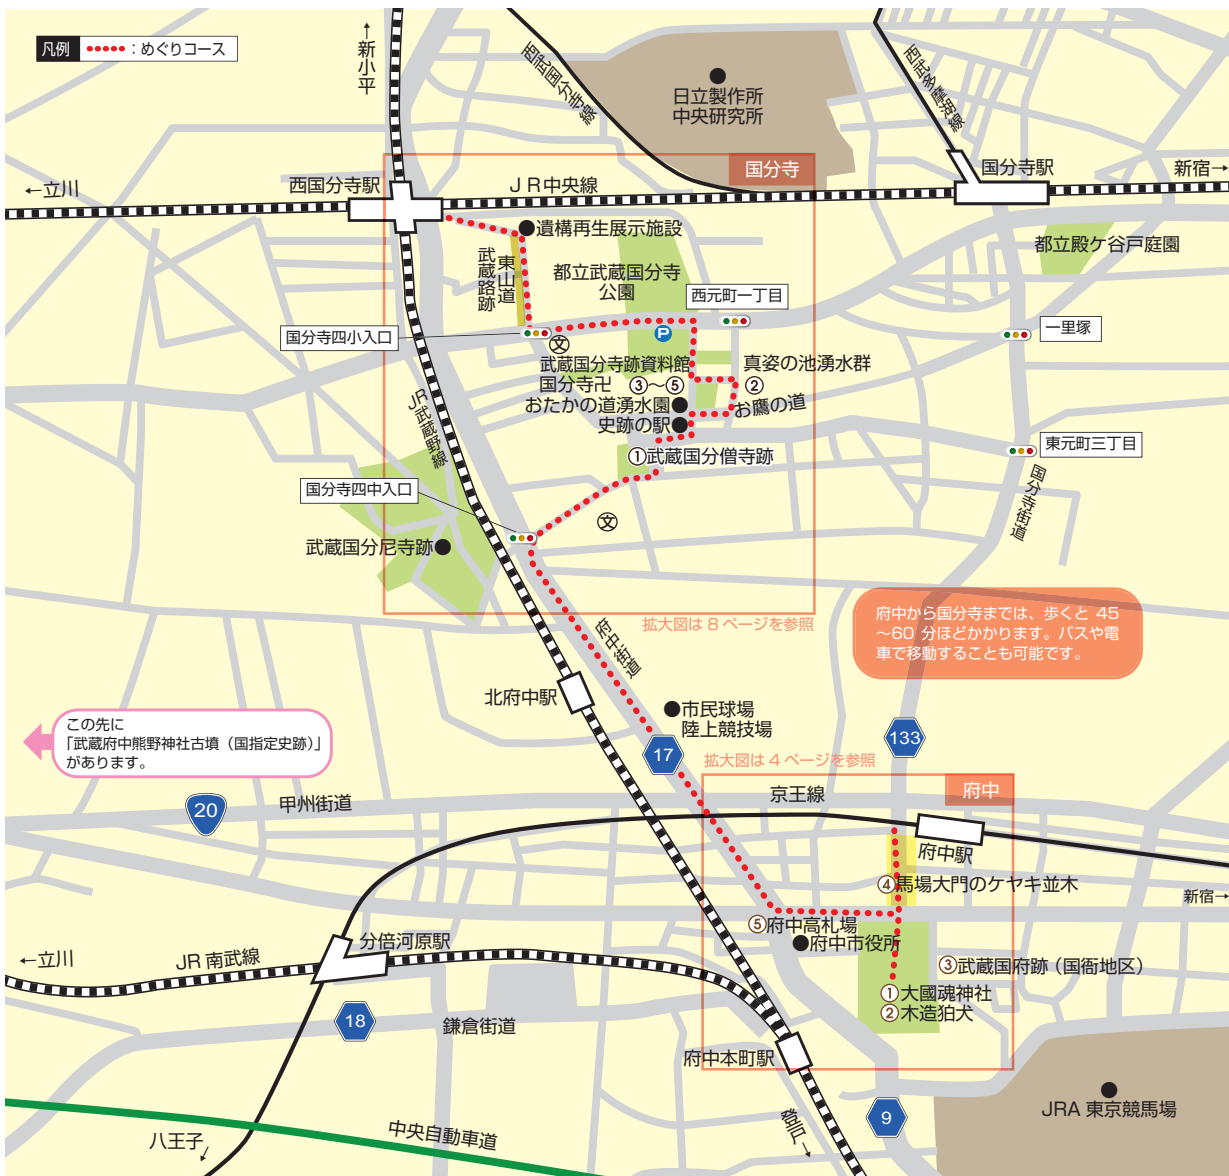 凡例 ：めぐりコース
↑新小平
西武国分寺線
日立製作所
中央研究所
西武多摩湖線
国分寺
国分寺駅
新宿→
←立川
西国分寺駅
ＪＲ中央線
遺構再生展示施設
東山道
武蔵路跡
都立武蔵国分寺
公園
都立殿ケ谷戸庭園
西元町一丁目
国分寺四小入口
文
P
一里塚
武蔵国分寺跡資料館
国分寺卍 ③〜⑤
真姿の池湧水群
②
おたかの道湧水園
お鷹の道
史跡の駅
①武蔵国分僧寺跡
東元町三丁目
国分寺街道
JR武蔵野線
国分寺四中入口
文
武蔵国分尼寺跡
府中から国分寺までは、歩くと 45
〜60 分ほどかかります。バスや電
車で移動することも可能です。
拡大図は 8 ページを参照
府中街道
北府中駅
市民球場
陸上競技場
この先に
「武蔵府中熊野神社古墳（国指定史跡）」
があります。
17
133
拡大図は 4 ページを参照
府中
京王線
20
甲州街道
府中駅
④馬場大門のケヤキ並木
新宿→
⑤府中高札場
府中市役所
分倍河原駅
←立川
JR 南武線
③武蔵国府跡（国衙地区）
①大國魂神社
②木造狛犬
18
鎌倉街道
府中本町駅
JRA 東京競馬場
9
登戸→
中央自動車道
八王子↓